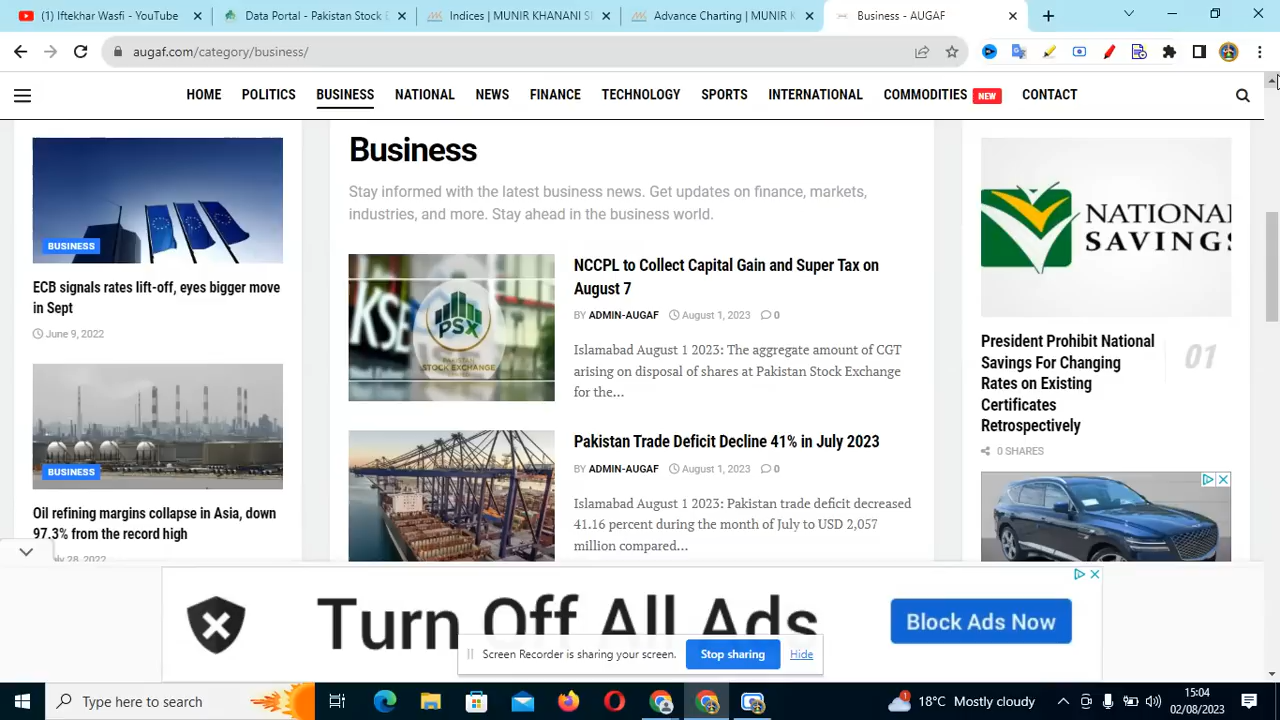 (1) Iftekhar Wasti - YouTube
Data Portal - Pakistan Stock E
Indices | MUNIR FINANCE
Advance Charting | MUNIR F
Business - AUGAF
augaf.com/category/business/
HOME POLITICS BUSINESS NATIONAL NEWS FINANCE TECHNOLOGY SPORTS INTERNATIONAL COMMODITIES NEW CONTACT
BUSINESS
ECB signals rates lift-off, eyes bigger move
in Sept
June 9, 2022
BUSINESS
Oil refining margins collapse in Asia, down
97.3% from the record high
28, 2022
Business
Stay informed with the latest business news. Get updates on finance, markets,
industries, and more. Stay ahead in the business world.
KSE
PSX
PAKISTAN
STOCK EXCHANGE
NCCPL to Collect Capital Gain and Super Tax on
August 7
BY ADMIN-AUGAF August 1, 2023 0
Islamabad August 1 2023: The aggregate amount of CGT
arising on disposal of shares at Pakistan Stock Exchange
for the…
Pakistan Trade Deficit Decline 41% in July 2023
BY ADMIN-AUGAF August 1, 2023 0
Islamabad August 1 2023: Pakistan trade deficit decreased
41.16 percent during the month of July to USD 2,057
million compared…
NATIONAL
SAVINGS
President Prohibit National
Savings For Changing
Rates on Existing
Certificates
Retrospectively
01
0 SHARES
Turn Off All Ads
Block Ads Now
Screen Recorder is sharing your screen. Stop sharing Hide
Type here to search
1
18°C Mostly cloudy
15:04
02/08/2023